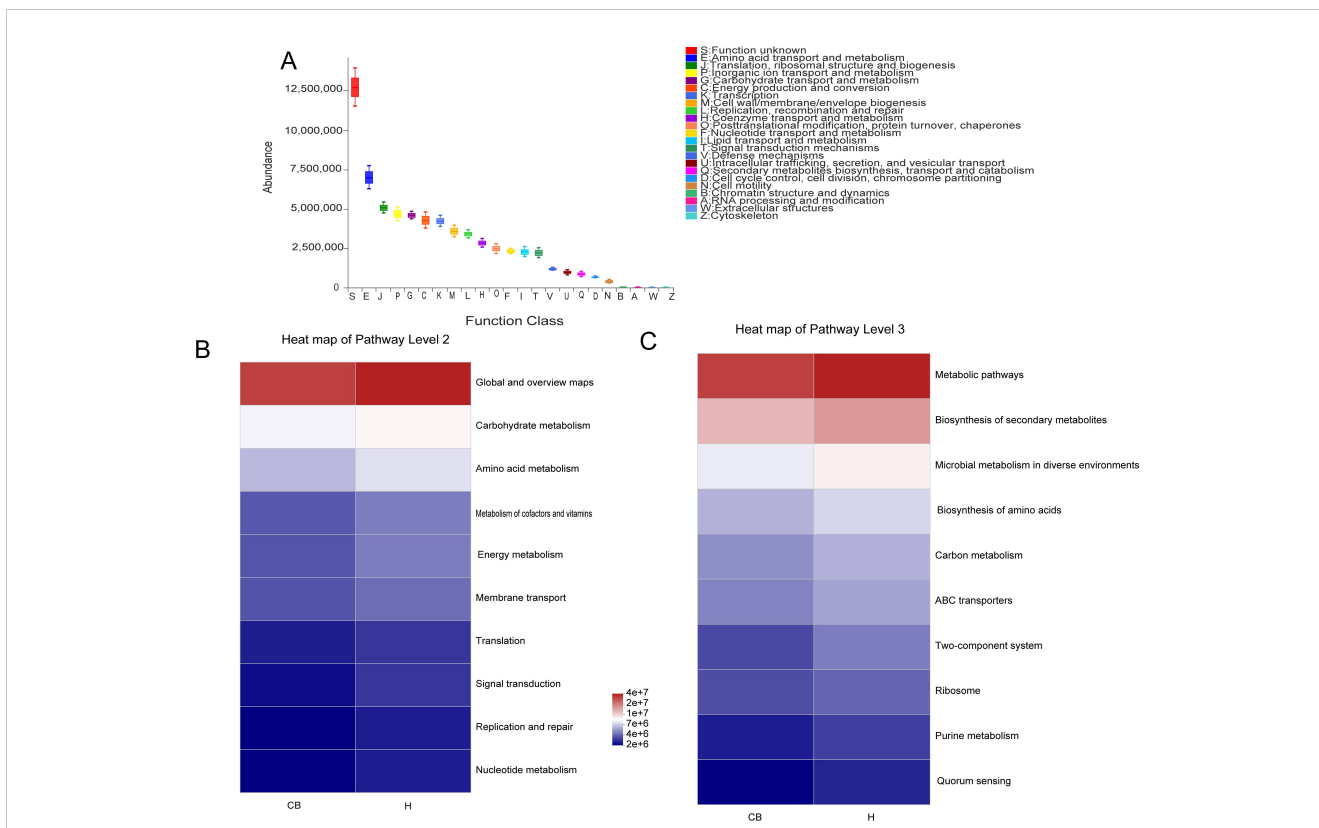 A
Abundance
12,500,000
10,000,000
7,500,000
5,000,000
2,500,000
0
S E J P G C K M L H O F I T V U Q D N B A W Z
Function Class
S:Function unknown
E:Amino acid transport and metabolism
J:Translation, ribosomal structure and biogenesis
P:Inorganic ion transport and metabolism
G:Carbohydrate transport and metabolism
C:Energy production and conversion
K:Transcription
M:Cell wall/membrane/envelope biogenesis
L:Replication, recombination and repair
H:Coenzyme transport and metabolism
O:Posttranslational modification, protein turnover, chaperones
F:Nucleotide transport and metabolism
I:Lipid transport and metabolism
T:Signal transduction mechanisms
V:Defense mechanisms
U:Intracellular trafficking, secretion, and vesicular transport
Q:Secondary metabolites biosynthesis, transport and catabolism
D:Cell cycle control, cell division, chromosome partitioning
N:Cell motility
B:Chromatin structure and dynamics
A:RNA processing and modification
W:Extracellular structures
Z:Cytoskeleton
B
Heat map of Pathway Level 2
Global and overview maps
Carbohydrate metabolism
Amino acid metabolism
Metabolism of cofactors and vitamins
Energy metabolism
Membrane transport
Translation
Signal transduction
Replication and repair
Nucleotide metabolism
CB H
4e+7
2e+7
1e+7
7e+6
4e+6
2e+6
C
Heat map of Pathway Level 3
Metabolic pathways
Biosynthesis of secondary metabolites
Microbial metabolism in diverse environments
Biosynthesis of amino acids
Carbon metabolism
ABC transporters
Two-component system
Ribosome
Purine metabolism
Quorum sensing
CB H